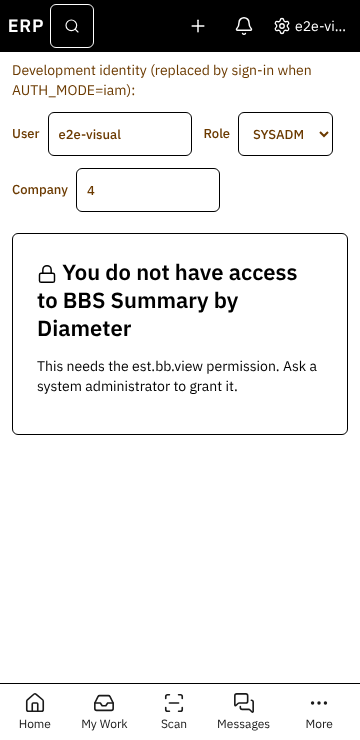 ERP
e2e-vi...
Development identity (replaced by sign-in when
AUTH_MODE=iam):
User e2e-visual Role SYSADM
Company 4
You do not have access
to BBS Summary by
Diameter
This needs the est.bb.view permission. Ask a
system administrator to grant it.
Home My Work Scan Messages More